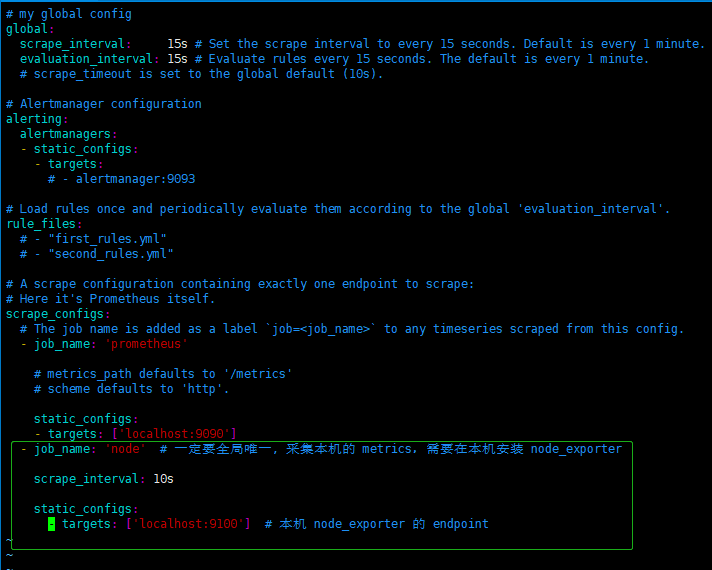 # my global config
global:
  scrape_interval:     15s # Set the scrape interval to every 15 seconds. Default is every 1 minute.
  evaluation_interval: 15s # Evaluate rules every 15 seconds. The default is every 1 minute.
  # scrape_timeout is set to the global default (10s).

# Alertmanager configuration
alerting:
  alertmanagers:
  - static_configs:
    - targets:
      # - alertmanager:9093

# Load rules once and periodically evaluate them according to the global 'evaluation_interval'.
rule_files:
  # - "first_rules.yml"
  # - "second_rules.yml"

# A scrape configuration containing exactly one endpoint to scrape:
# Here it's Prometheus itself.
scrape_configs:
  # The job name is added as a label `job=<job_name>` to any timeseries scraped from this config.
  - job_name: 'prometheus'

    # metrics_path defaults to '/metrics'
    # scheme defaults to 'http'.

    static_configs:
    - targets: ['localhost:9090']
  - job_name: 'node'  # 一定要全局唯一, 采集本机的 metrics，需要在本机安装 node_exporter

    scrape_interval: 10s

    static_configs:
      - targets: ['localhost:9100']  # 本机 node_exporter 的 endpoint
~
~
~